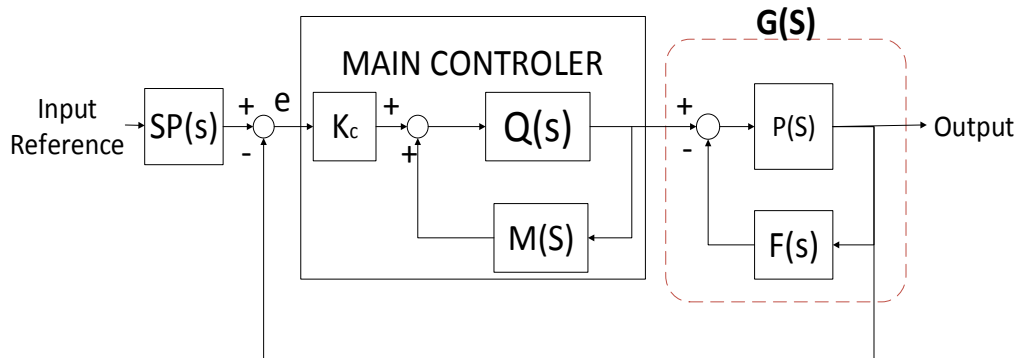 G(S)
MAIN CONTROLER
Input
Reference
SP(s)
+
-
e
Kc
+
+
Q(s)
M(S)
+
-
P(S)
F(s)
Output